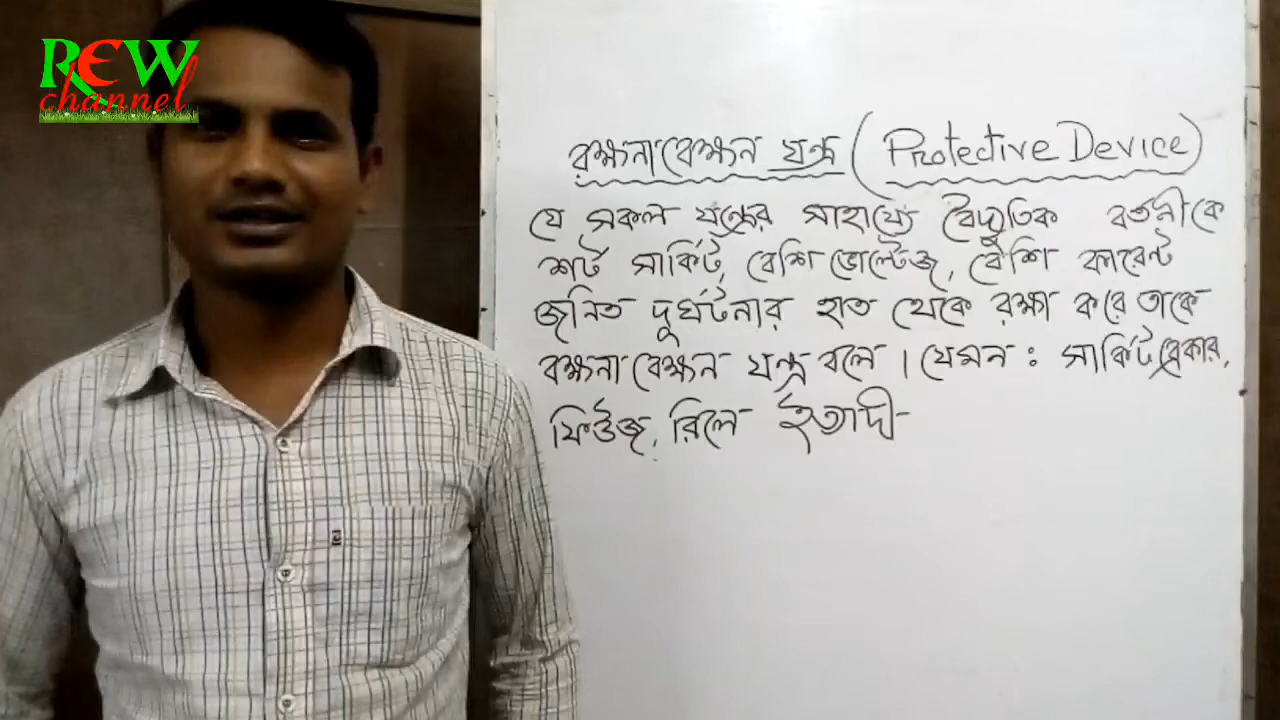 REW
channel
রক্ষনাবেক্ষন যন্ত্র ( Protective Device )
যে সকল যন্ত্রের সাহায্যে বৈদ্যুতিক বর্তনীকে
শর্ট সার্কিট, বেশি ভোল্টেজ, বেশি কারেন্ট
জনিত দুর্ঘটনার হাত থেকে রক্ষা করে তাকে
রক্ষনাবেক্ষন যন্ত্র বলে । যেমন : সার্কিট ব্রেকার,
ফিউজ, রিলে ইতাদী